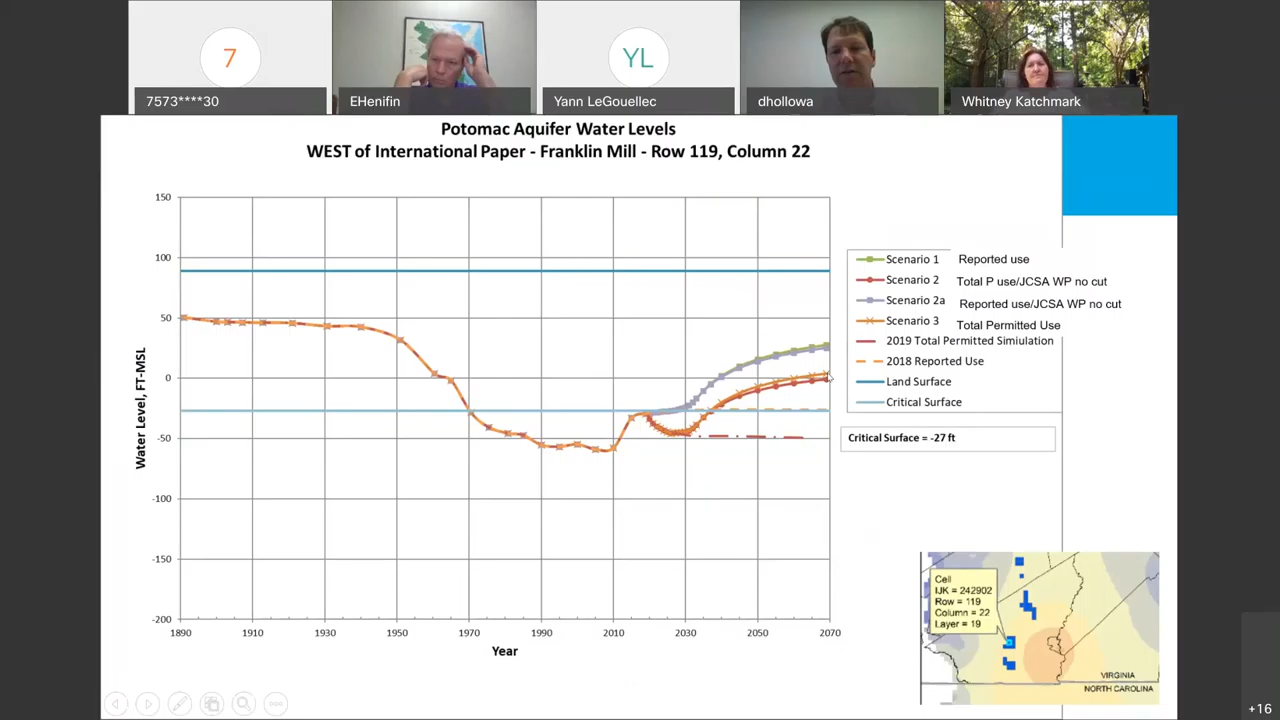 7
YL
7573****30
EHenifin
Yann LeGouellec
dhollowa
Whitney Katchmark
Potomac Aquifer Water Levels
WEST of International Paper - Franklin Mill - Row 119, Column 22
Water Level, FT-MSL
150
100
50
0
-50
-100
-150
-200
1890
1910
1930
1950
1970
1990
2010
2030
2050
2070
Year
Scenario 1 Reported use
Scenario 2 Total P use/JCSA WP no cut
Scenario 2a Reported use/JCSA WP no cut
Scenario 3 Total Permitted Use
2019 Total Permitted Simiulation
2018 Reported Use
Land Surface
Critical Surface
Critical Surface = -27 ft
Cell
IJK = 242902
Row = 119
Column = 22
Layer = 19
VIRGINIA
NORTH CAROLINA
+16